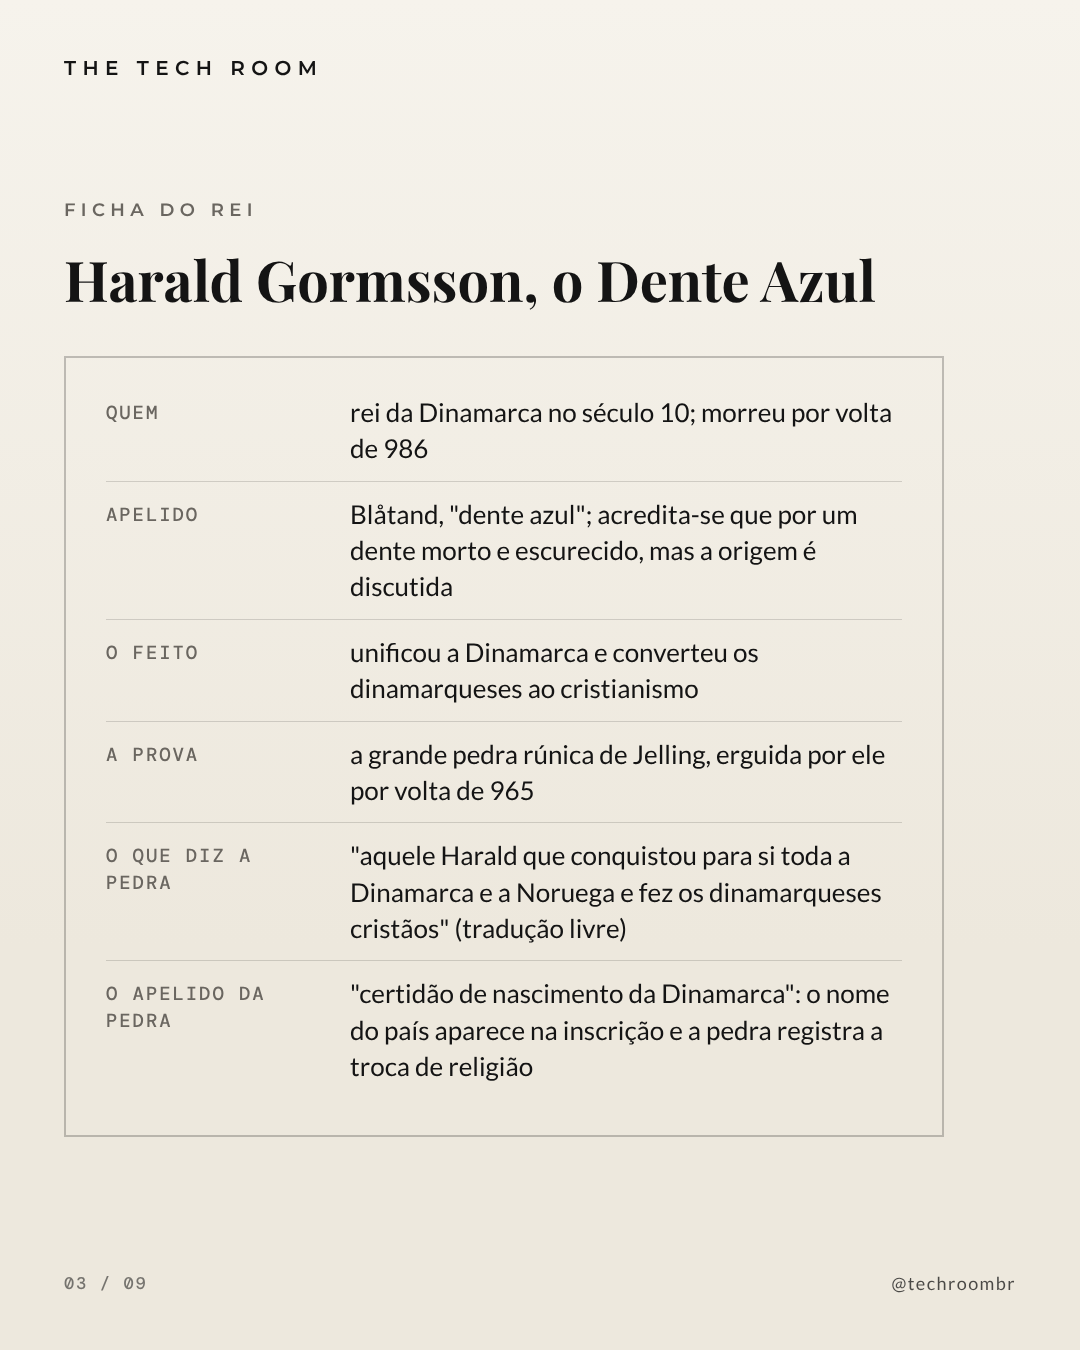 THE TECH ROOM
FICHA DO REI
Harald Gormsson, o Dente Azul
QUEM
rei da Dinamarca no século 10; morreu por volta
de 986
APELIDO
Blåtand, "dente azul"; acredita-se que por um
dente morto e escurecido, mas a origem é
discutida
O FEITO
unificou a Dinamarca e converteu os
dinamarqueses ao cristianismo
A PROVA
a grande pedra rúnica de Jelling, erguida por ele
por volta de 965
O QUE DIZ A
PEDRA
"aquele Harald que conquistou para si toda a
Dinamarca e a Noruega e fez os dinamarqueses
cristãos" (tradução livre)
O APELIDO DA
PEDRA
"certidão de nascimento da Dinamarca": o nome
do país aparece na inscrição e a pedra registra a
troca de religião
03 / 09
@techroombr